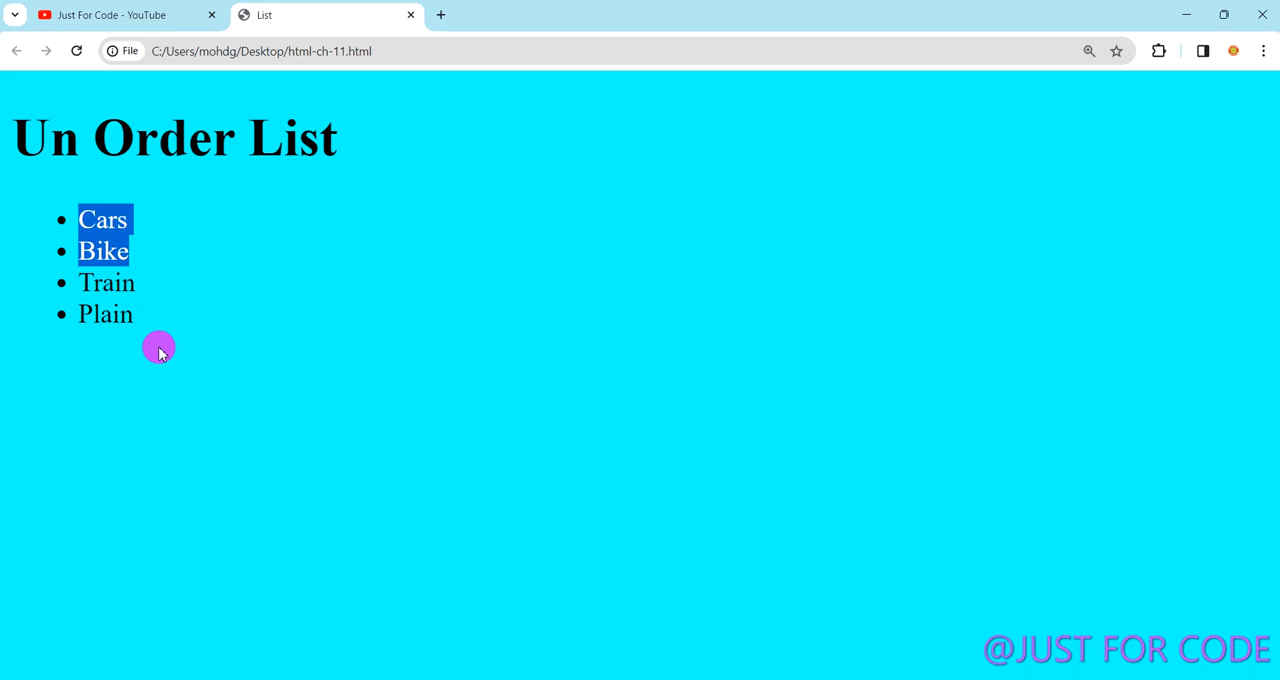 Just For Code - YouTube
List
File
C:/Users/mohdg/Desktop/html-ch-11.html
Un Order List
Cars
Bike
Train
Plain
@JUST FOR CODE